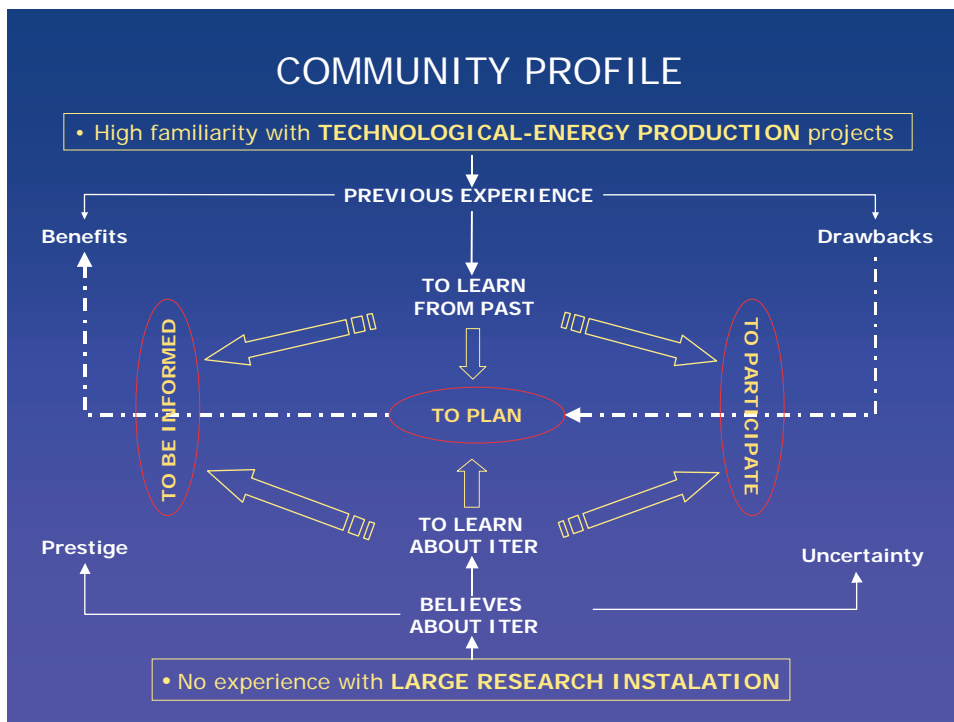 COMMUNITY PROFILE
• High familiarity with TECHNOLOGICAL-ENERGY PRODUCTION projects
PREVIOUS EXPERIENCE
Benefits
Drawbacks
TO LEARN
FROM PAST
TO BE INFORMED
TO PLAN
TO PARTICIPATE
TO LEARN
ABOUT ITER
Prestige
Uncertainty
BELIEVES
ABOUT ITER
• No experience with LARGE RESEARCH INSTALATION